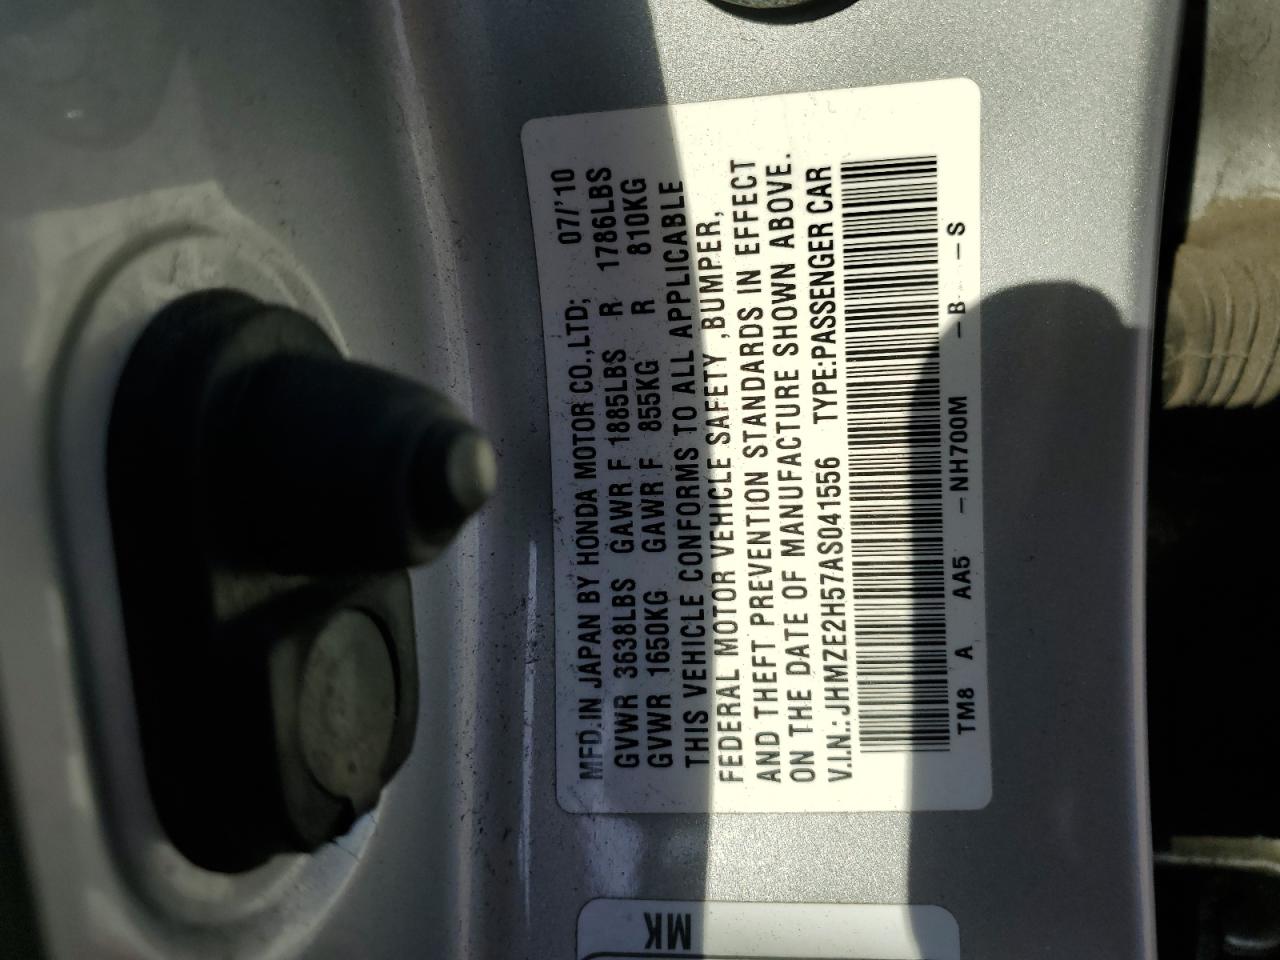 MFD.IN JAPAN BY HONDA MOTOR CO.,LTD; 07/'10
GVWR 3638LBS GAWR F 1885LBS R 1786LBS
GVWR 1650KG GAWR F 855KG R 810KG
THIS VEHICLE CONFORMS TO ALL APPLICABLE
FEDERAL MOTOR VEHICLE SAFETY ,BUMPER,
AND THEFT PREVENTION STANDARDS IN EFFECT
ON THE DATE OF MANUFACTURE SHOWN ABOVE.
V.I.N.:JHMZE2H57AS041556 TYPE:PASSENGER CAR
TM8 A AA5 -NH700M -B -S
MK